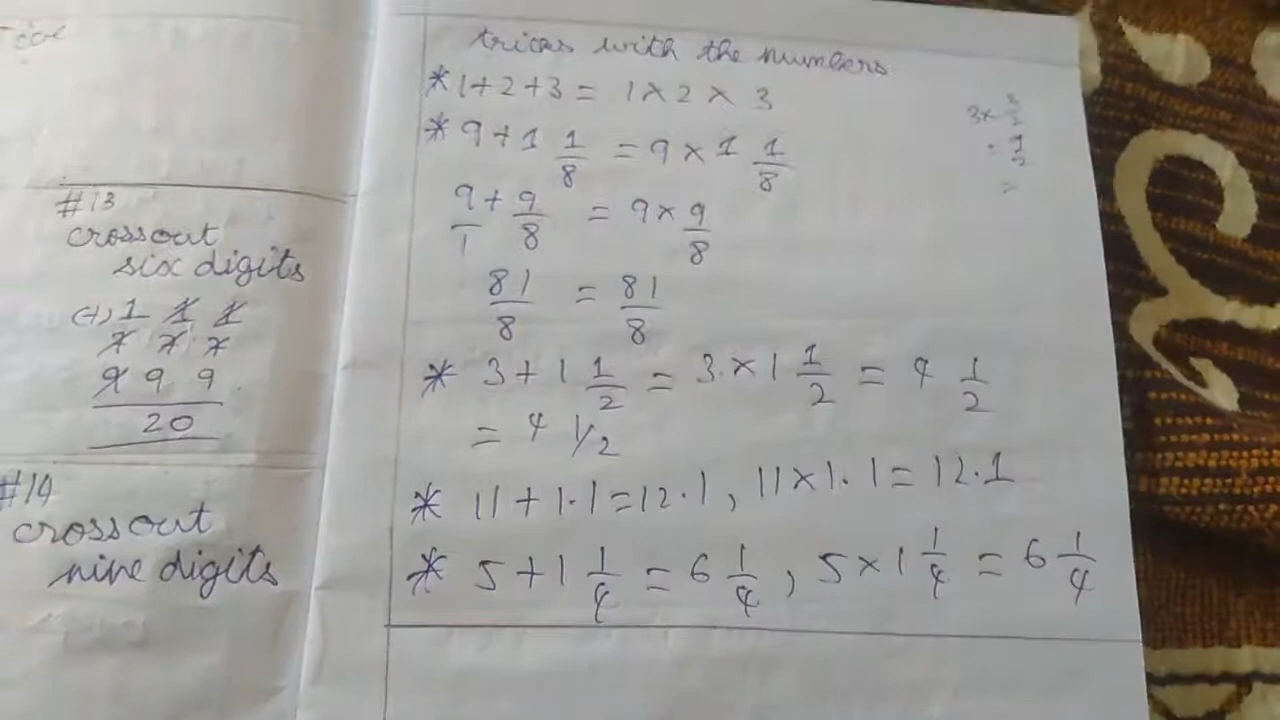 #13
crossout
six digits
(+) 1 1 1
7 7 7
9 9 9
20
#14
crossout
nine digits
tricks with the numbers
* 1+2+3 = 1×2×3
* 9+1 1/8 = 9×1 1/8
9/1 + 9/8 = 9×9/8
81/8 = 81/8
* 3+1 1/2 = 3×1 1/2 = 4 1/2
= 4 1/2
* 11+1.1=12.1, 11×1.1=12.1
* 5+1 1/4 = 6 1/4, 5×1 1/4 = 6 1/4